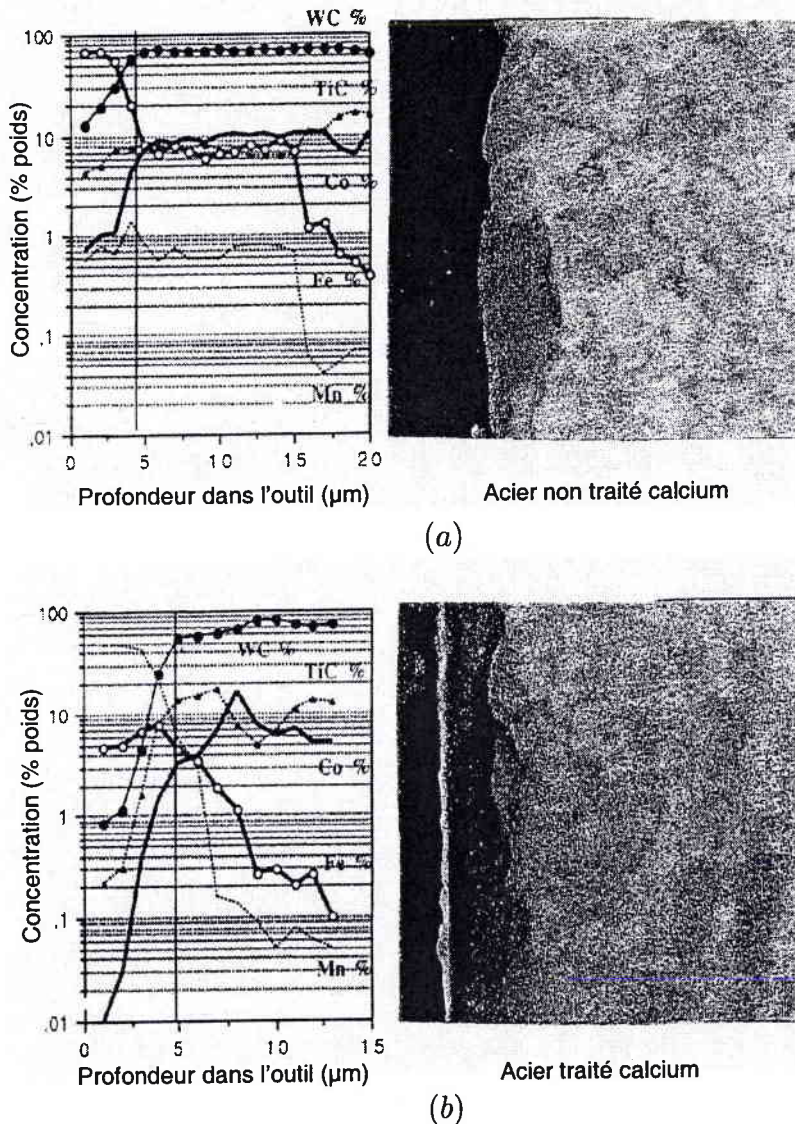 WC %
100
TiC %
10
Co %
1
Fe %
.1
Mn %
.01
0 5 10 15 20
Concentration (% poids)
Profondeur dans l'outil (µm)
Acier non traité calcium
(a)
100
WC %
TiC %
10
Co %
1
Fe %
.1
Mn %
.01
0 5 10 15
Concentration (% poids)
Profondeur dans l'outil (µm)
Acier traité calcium
(b)